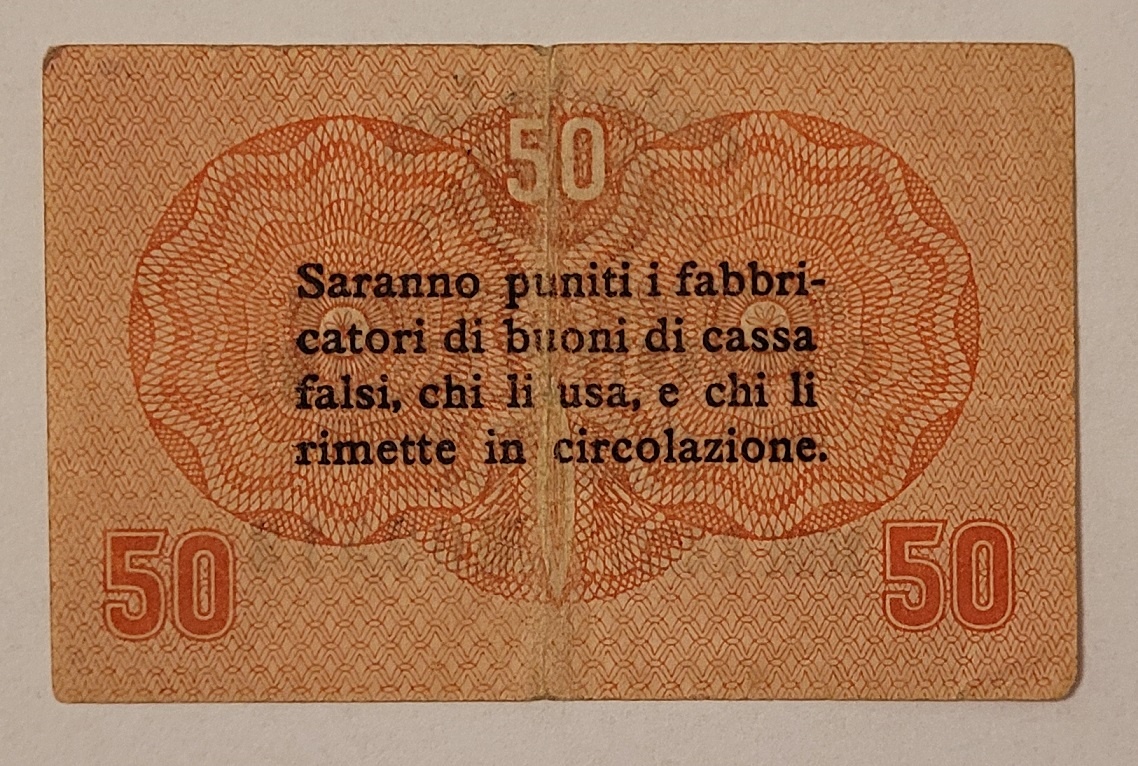 50
Saranno puniti i fabbri-
catori di buoni di cassa
falsi, chi li usa, e chi li
rimette in circolazione.
50 50